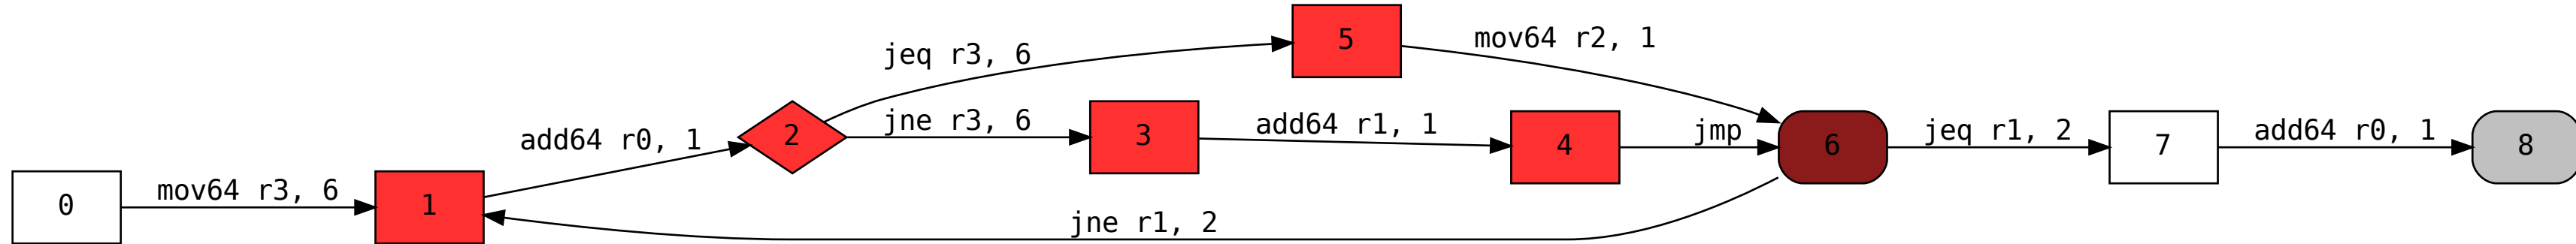 5
mov64 r2, 1
jeq r3, 6
jne r3, 6
2
3
add64 r1, 1
4
jmp
6
jeq r1, 2
7
add64 r0, 1
8
add64 r0, 1
0
mov64 r3, 6
1
jne r1, 2